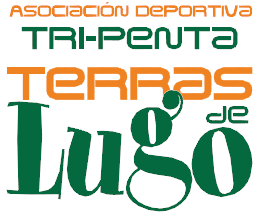 ASOCIACIÓN DEPORTIVA
TRI-PENTA
TERRAS
de
Lugo